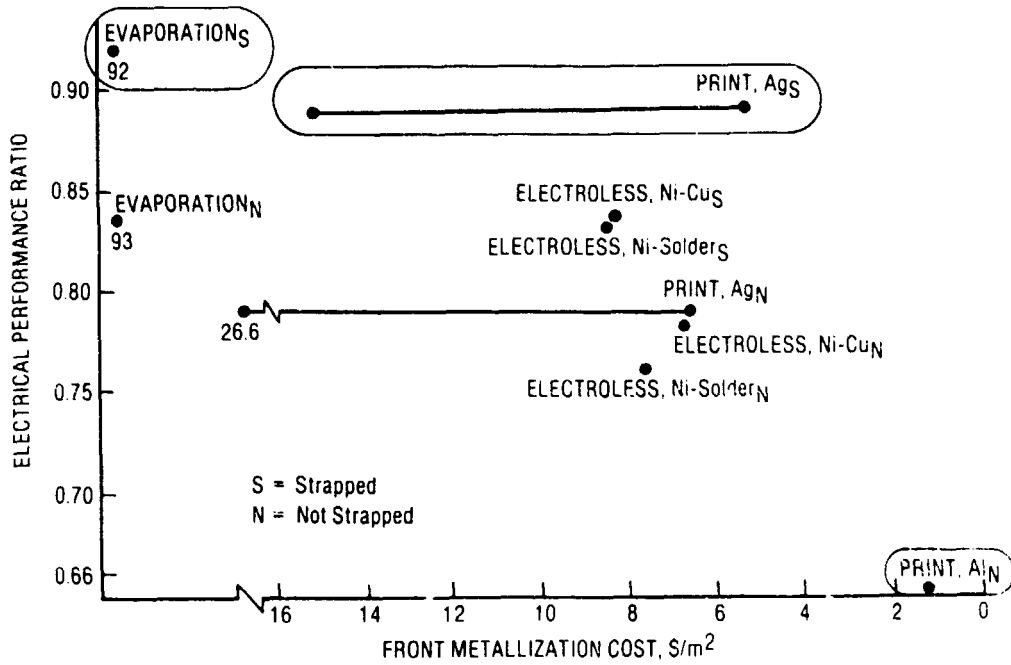 EVAPORATIONS
92
PRINT, AgS
0.90
0.85
EVAPORATIONN
93
ELECTROLESS, Ni-CuS
ELECTROLESS, Ni-SolderS
0.80
PRINT, AgN
26.6
ELECTROLESS, Ni-CuN
0.75
ELECTROLESS, Ni-SolderN
ELECTRICAL PERFORMANCE RATIO
0.70
S = Strapped
N = Not Strapped
0.66
PRINT, AlN
16 14 12 10 8 6 4 2 0
FRONT METALLIZATION COST, $/m²